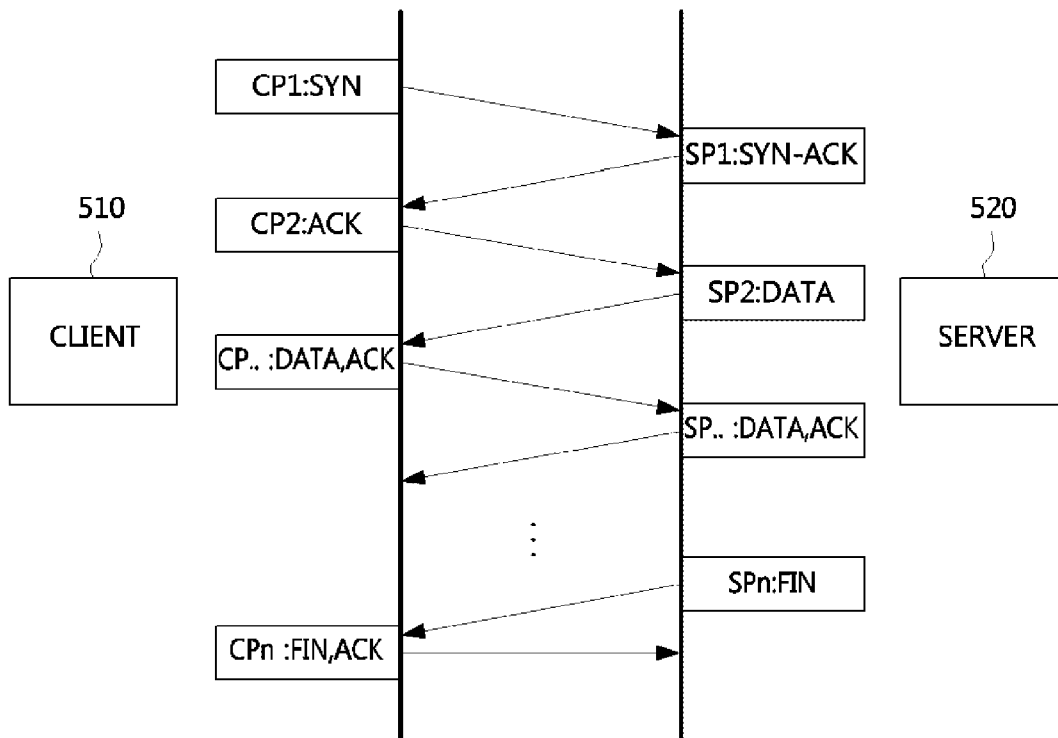 CP1:SYN
SP1:SYN-ACK
510
CP2:ACK
520
SP2:DATA
CLIENT
CP.. :DATA,ACK
SERVER
SP.. :DATA,ACK
SPn:FIN
CPn :FIN,ACK